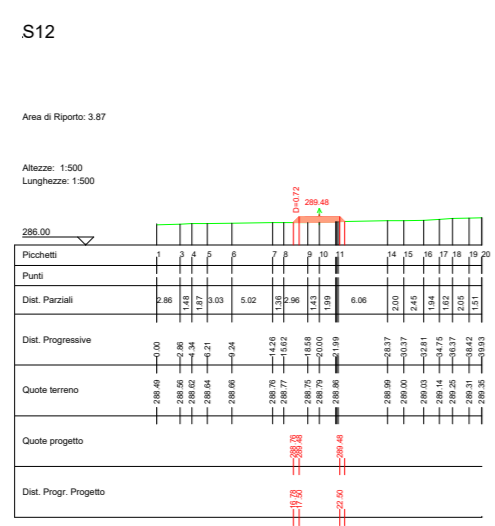 S12
Area di Riporto: 3.87
Altezze: 1:500
Lunghezze: 1:500
D=0.72
289.48
286.00
Picchetti 1 3 4 5 6 7 8 9 10 11 14 15 16 17 18 19 20
Punti
Dist. Parziali 2.86 1.48 1.87 3.03 5.02 1.36 2.96 1.43 1.99 6.06 2.00 2.45 1.94 1.62 2.05 1.51
Dist. Progressive 0.00 2.86 4.34 6.21 9.24 14.26 15.62 18.58 20.00 21.99 28.37 30.37 32.81 34.75 36.37 38.42 39.93
Quote terreno 288.49 288.56 288.62 288.64 288.66 288.76 288.77 288.75 288.79 288.86 288.99 289.00 289.03 289.14 289.25 289.31 289.35
Quote progetto 288.76 289.48 289.48
Dist. Progr. Progetto 16.78 17.50 22.50